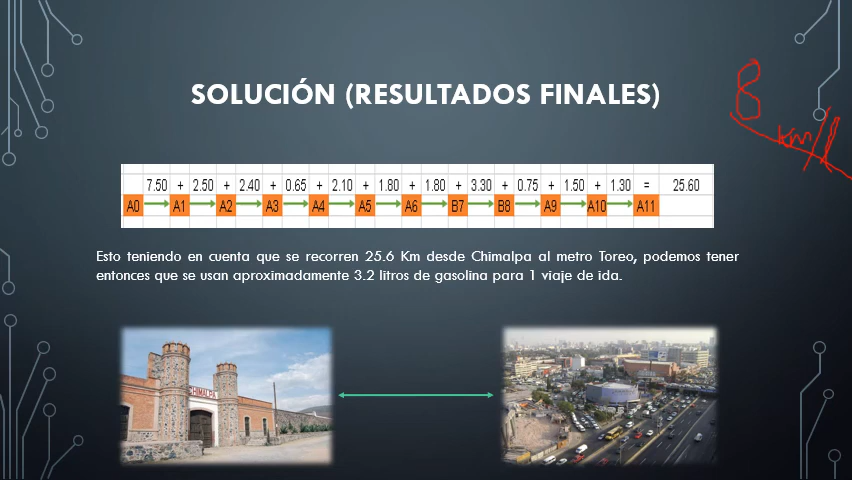 SOLUCIÓN (RESULTADOS FINALES)
8
km/l
7.50 + 2.50 + 2.40 + 0.65 + 2.10 + 1.80 + 1.80 + 3.30 + 0.75 + 1.50 + 1.30 = 25.60
A0 A1 A2 A3 A4 A5 A6 B7 B8 A9 A10 A11
Esto teniendo en cuenta que se recorren 25.6 Km desde Chimalpa al metro Toreo, podemos tener
entonces que se usan aproximadamente 3.2 litros de gasolina para 1 viaje de ida.
CHIMALPA